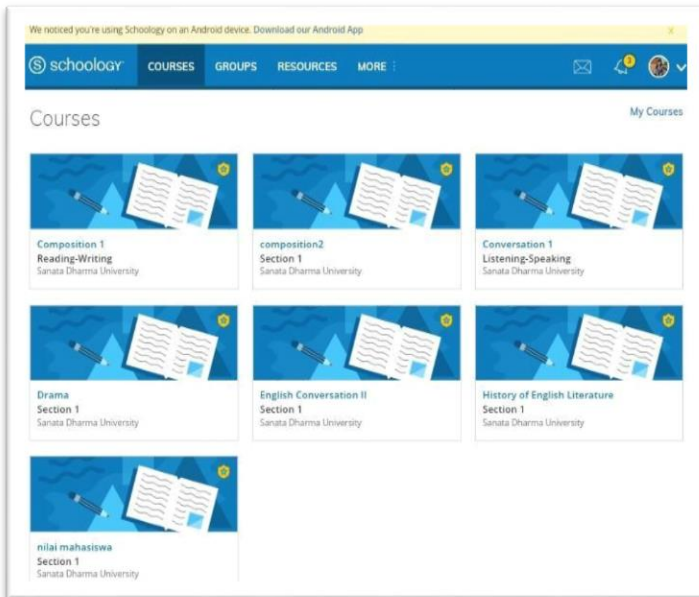 We noticed you're using Schoology on an Android device. Download our Android App X
S schoology COURSES GROUPS RESOURCES MORE
Courses
My Courses
Composition 1
Reading-Writing
Sanata Dharma University
composition2
Section 1
Sanata Dharma University
Conversation 1
Listening-Speaking
Sanata Dharma University
Drama
Section 1
Sanata Dharma University
English Conversation II
Section 1
Sanata Dharma University
History of English Literature
Section 1
Sanata Dharma University
nilai mahasiswa
Section 1
Sanata Dharma University